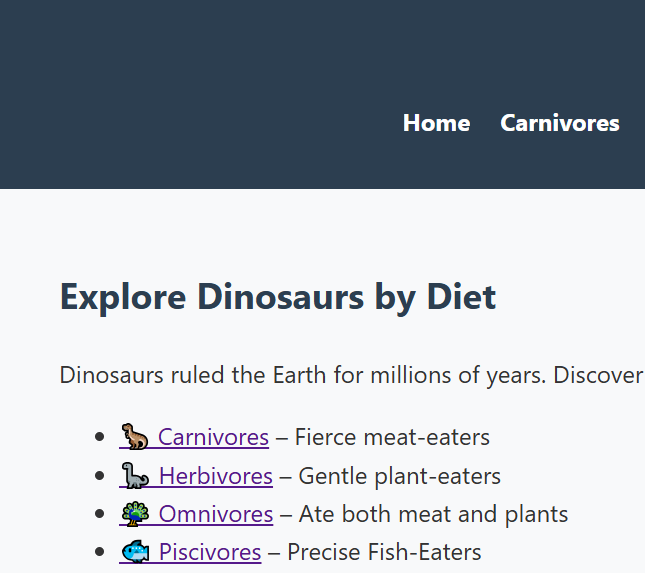 Home Carnivores
Explore Dinosaurs by Diet
Dinosaurs ruled the Earth for millions of years. Discover
Carnivores – Fierce meat-eaters
Herbivores – Gentle plant-eaters
Omnivores – Ate both meat and plants
Piscivores – Precise Fish-Eaters